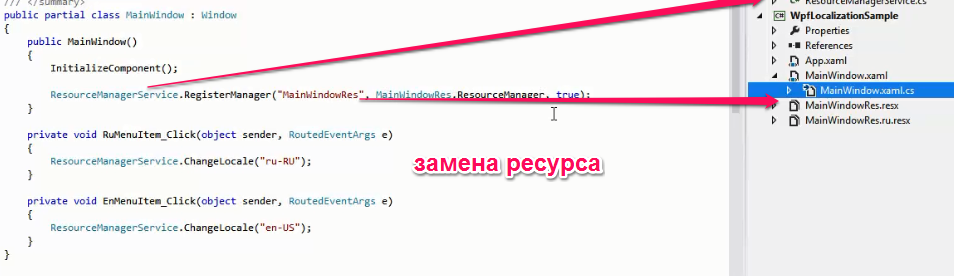 /// </summary>
public partial class MainWindow : Window
{
public MainWindow()
{
InitializeComponent();
ResourceManagerService.RegisterManager("MainWindowRes", MainWindowRes.ResourceManager, true);
}
private void RuMenuItem_Click(object sender, RoutedEventArgs e)
{
ResourceManagerService.ChangeLocale("ru-RU");
}
private void EnMenuItem_Click(object sender, RoutedEventArgs e)
{
ResourceManagerService.ChangeLocale("en-US");
}
}
замена ресурса
ResourceManagerService.cs
WpfLocalizationSample
Properties
References
App.xaml
MainWindow.xaml
MainWindow.xaml.cs
MainWindowRes.resx
MainWindowRes.ru.resx